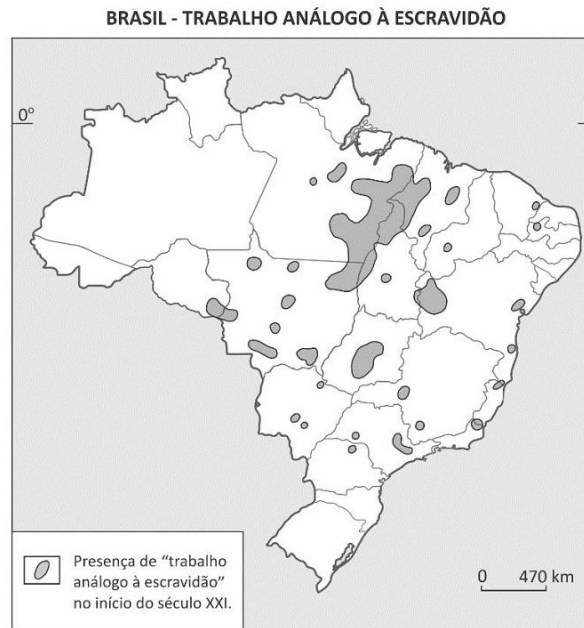 BRASIL - TRABALHO ANÁLOGO À ESCRAVIDÃO
0°
Presença de “trabalho
análogo à escravidão”
no início do século XXI.
0 470 km